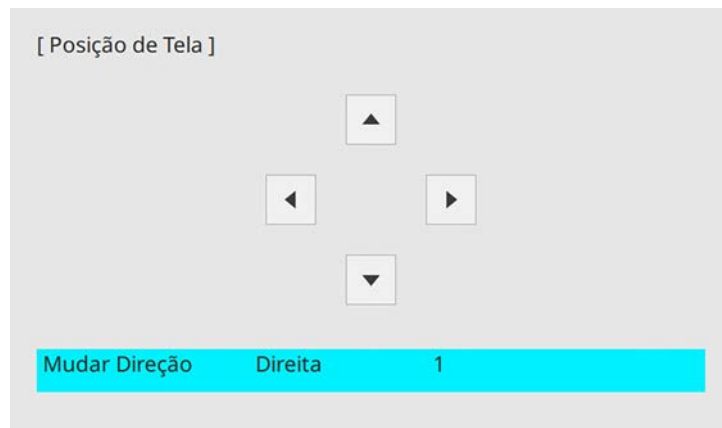 [ Posição de Tela ]
Mudar Direção Direita 1